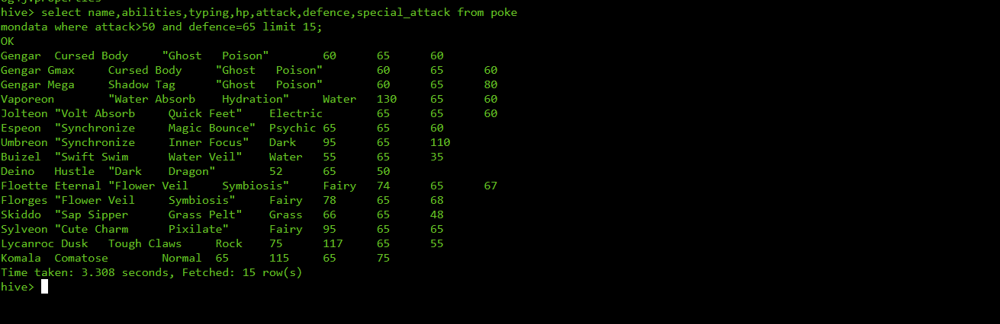 hive> select name,abilities,typing,hp,attack,defence,special_attack from poke
mondata where attack>50 and defence=65 limit 15;
OK
Gengar Cursed Body "Ghost Poison" 60 65 60
Gengar Gmax Cursed Body "Ghost Poison" 60 65 60
Gengar Mega Shadow Tag "Ghost Poison" 60 65 80
Vaporeon "Water Absorb Hydration" Water 130 65 60
Jolteon "Volt Absorb Quick Feet" Electric 65 65 60
Espeon "Synchronize Magic Bounce" Psychic 65 65 60
Umbreon "Synchronize Inner Focus" Dark 95 65 110
Buizel "Swift Swim Water Veil" Water 55 65 35
Deino Hustle "Dark Dragon" 52 65 50
Floette Eternal "Flower Veil Symbiosis" Fairy 74 65 67
Florges "Flower Veil Symbiosis" Fairy 78 65 68
Skiddo "Sap Sipper Grass Pelt" Grass 66 65 48
Sylveon "Cute Charm Pixilate" Fairy 95 65 65
Lycanroc Dusk Tough Claws Rock 75 117 65 55
Komala Comatose Normal 65 115 65 75
Time taken: 3.308 seconds, Fetched: 15 row(s)
hive>